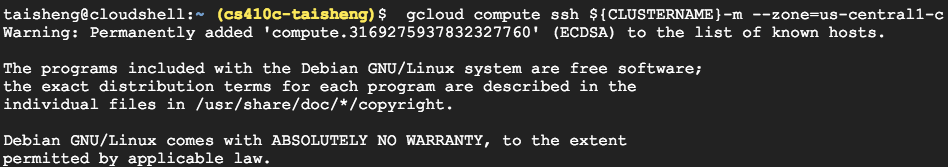 taisheng@cloudshell:~ (cs410c-taisheng)$  gcloud compute ssh ${CLUSTERNAME}-m --zone=us-central1-c
Warning: Permanently added 'compute.3169275937832327760' (ECDSA) to the list of known hosts.
The programs included with the Debian GNU/Linux system are free software;
the exact distribution terms for each program are described in the
individual files in /usr/share/doc/*/copyright.
Debian GNU/Linux comes with ABSOLUTELY NO WARRANTY, to the extent
permitted by applicable law.